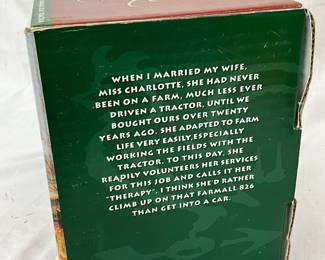 WHEN I MARRIED MY WIFE,
MISS CHARLOTTE, SHE HAD NEVER
BEEN ON A FARM, MUCH LESS EVER
DRIVEN A TRACTOR, UNTIL WE
BOUGHT OURS OVER TWENTY
YEARS AGO. SHE ADAPTED TO FARM
LIFE VERY EASILY,ESPECIALLY
WORKING THE FIELDS WITH THE
TRACTOR. TO THIS DAY, SHE
READILY VOLUNTEERS HER SERVICES
FOR THIS JOB AND CALLS IT HER
"THERAPY". I THINK SHE'D RATHER
CLIMB UP ON THAT FARMALL 826
THAN GET INTO A CAR.